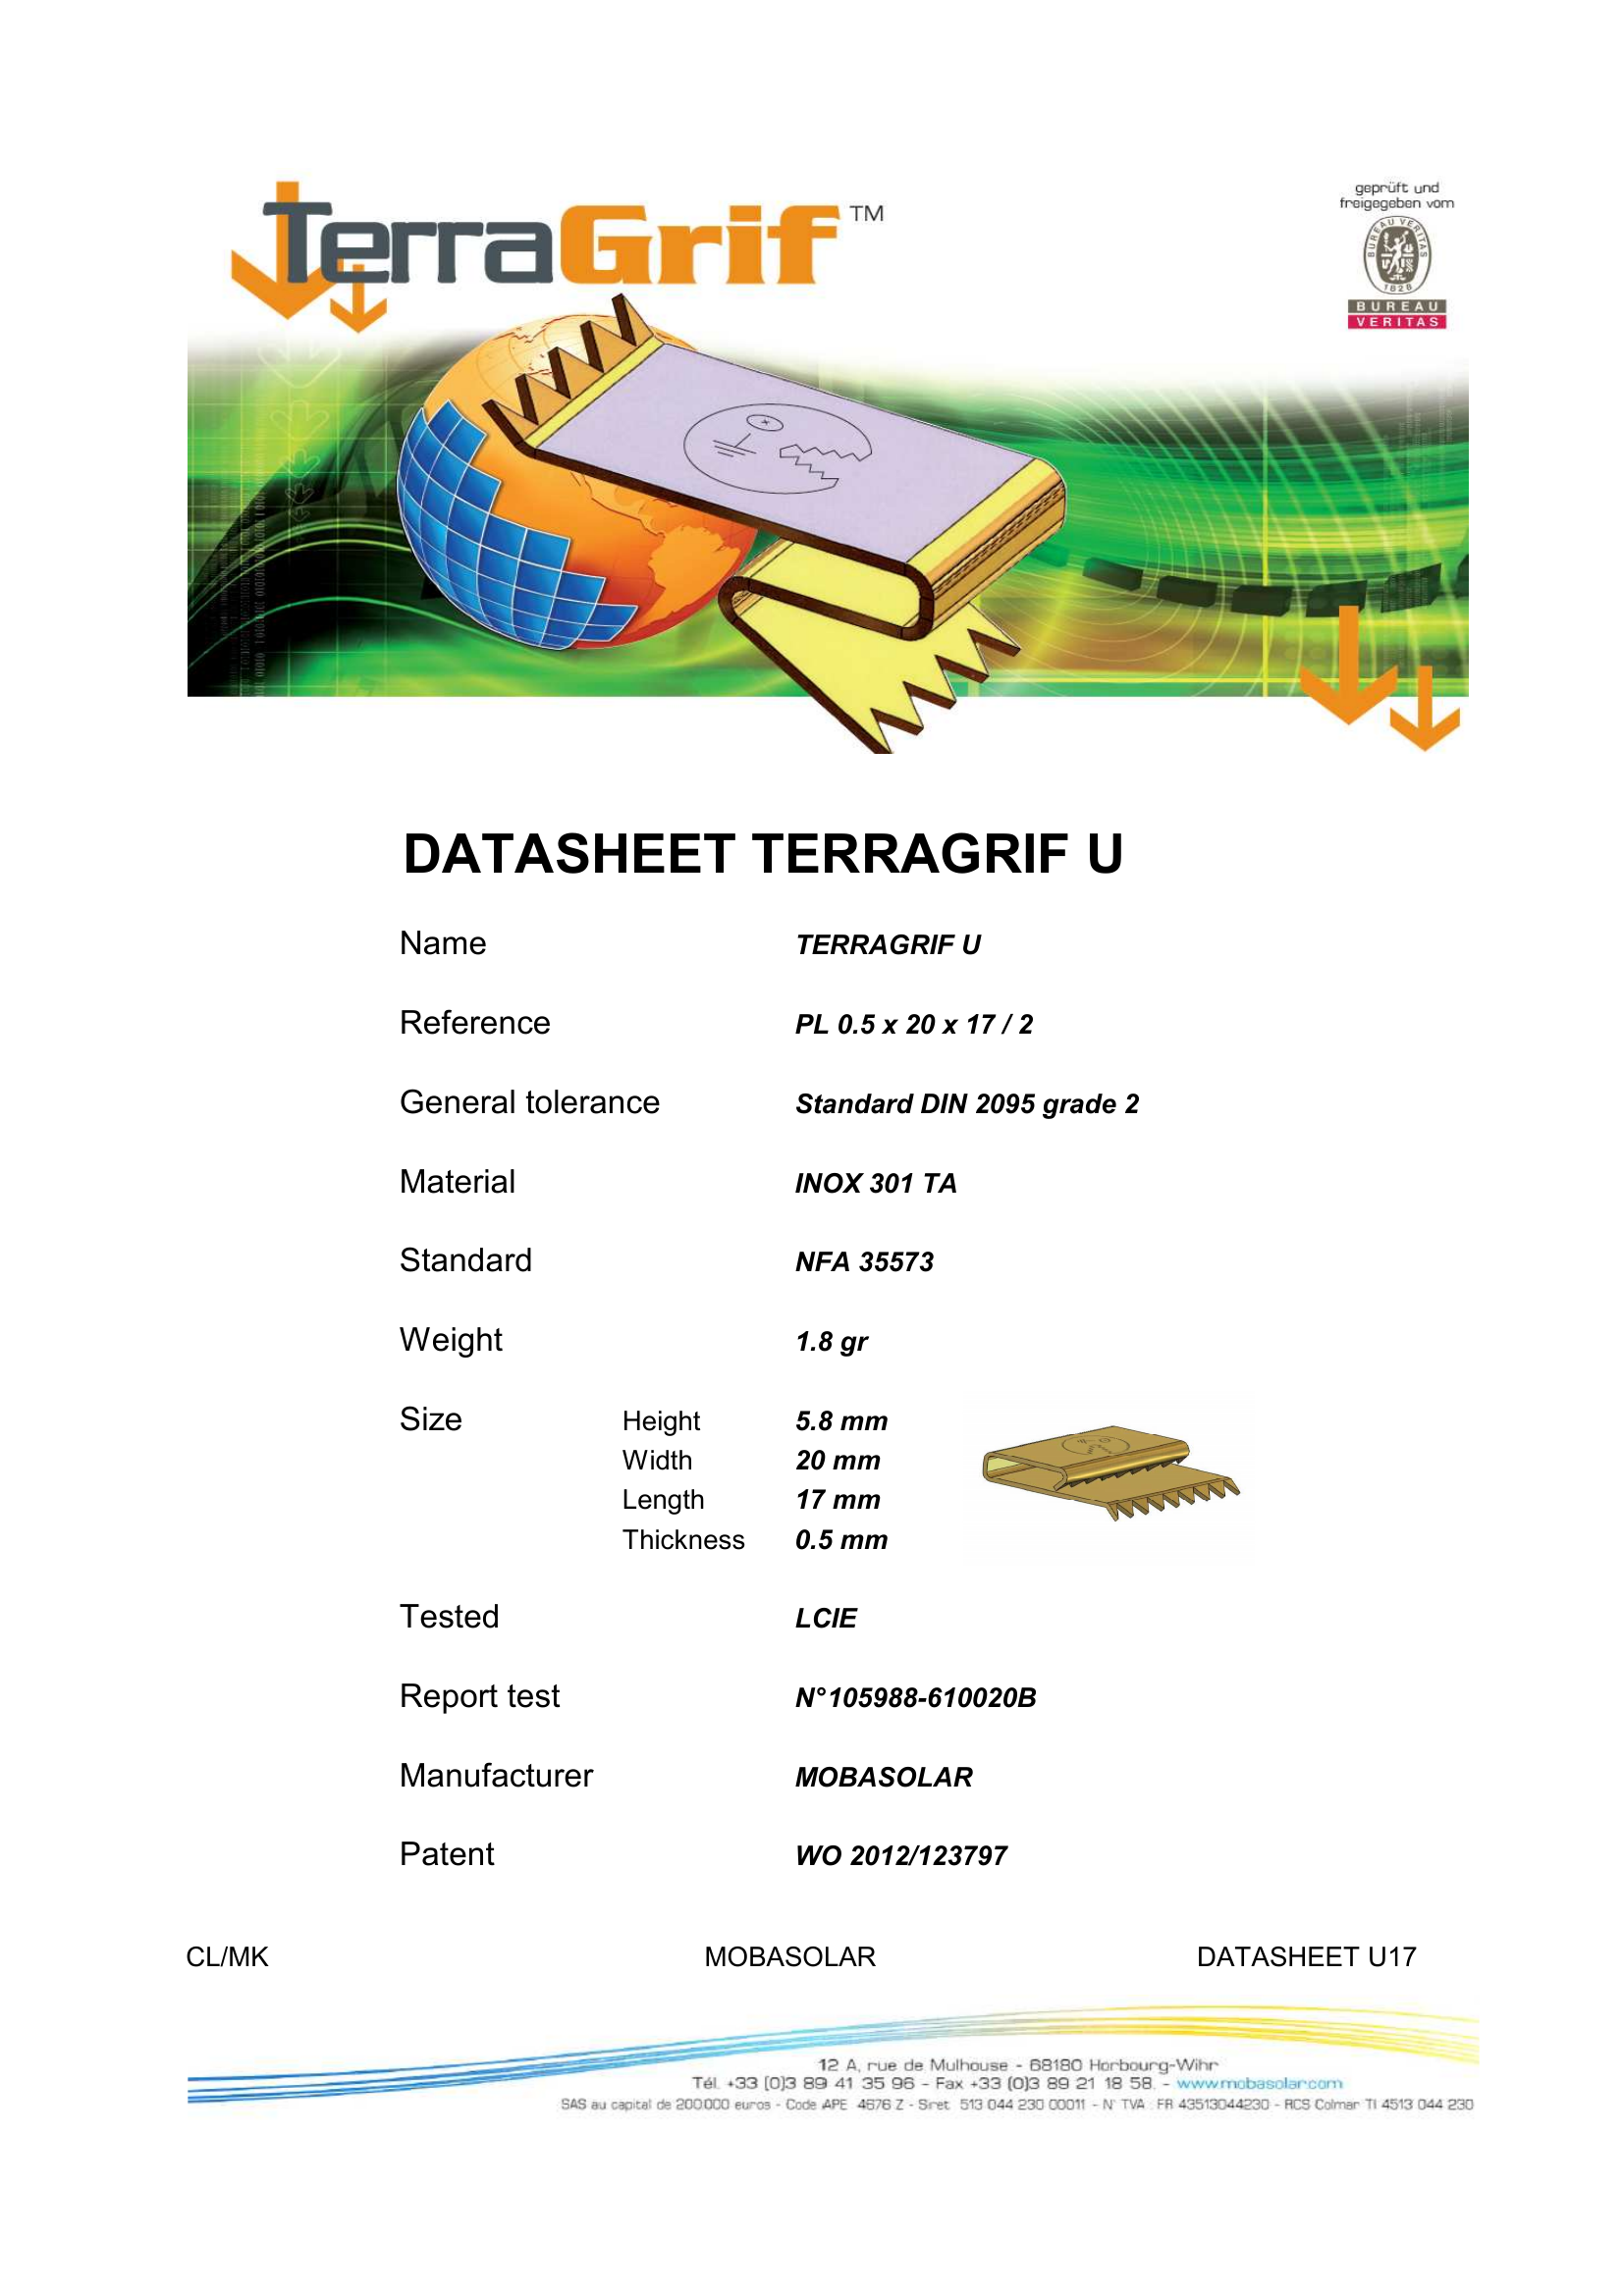 TerraGrif™
geprüft und
freigegeben vom
BUREAU VERITAS
1828
BUREAU
VERITAS
DATASHEET TERRAGRIF U
Name TERRAGRIF U
Reference PL 0.5 x 20 x 17 / 2
General tolerance Standard DIN 2095 grade 2
Material INOX 301 TA
Standard NFA 35573
Weight 1.8 gr
Size Height 5.8 mm
Width 20 mm
Length 17 mm
Thickness 0.5 mm
Tested LCIE
Report test N°105988-610020B
Manufacturer MOBASOLAR
Patent WO 2012/123797
CL/MK MOBASOLAR DATASHEET U17
12 A, rue de Mulhouse - 68180 Horbourg-Wihr
Tél. +33 (0)3 89 41 35 96 - Fax +33 (0)3 89 21 18 58. - www.mobasolar.com
SAS au capital de 200.000 euros - Code APE 4676 Z - Siret 513 044 230 00011 - N° TVA : FR 43513044230 - RCS Colmar TI 4513 044 230